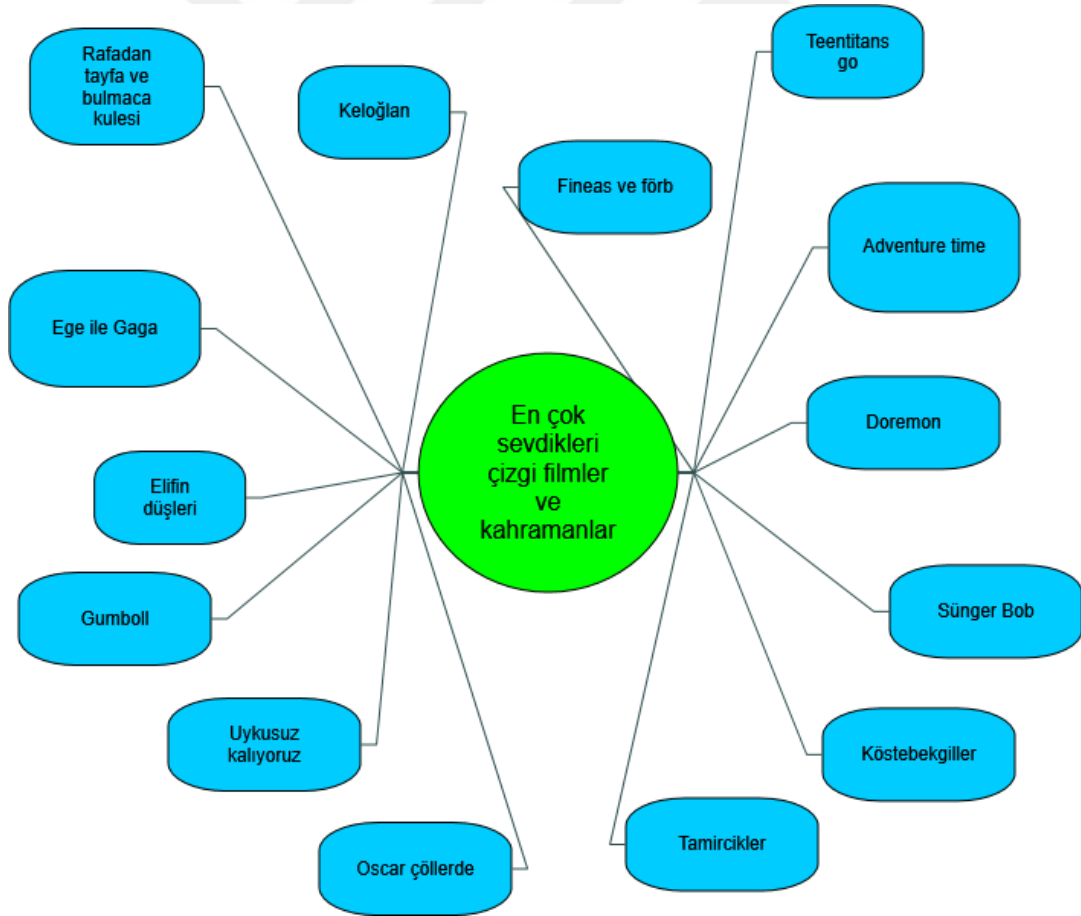 Rafadan
tayfa ve
bulmaca
kulesi
Keloğlan
Teentitans
go
Fineas ve förb
Adventure time
Ege ile Gaga
En çok
sevdikleri
çizgi filmler
ve
kahramanlar
Doremon
Elifin
düşleri
Gumboll
Sünger Bob
Uykusuz
kalıyoruz
Köstebekgiller
Oscar çöllerde
Tamircikler